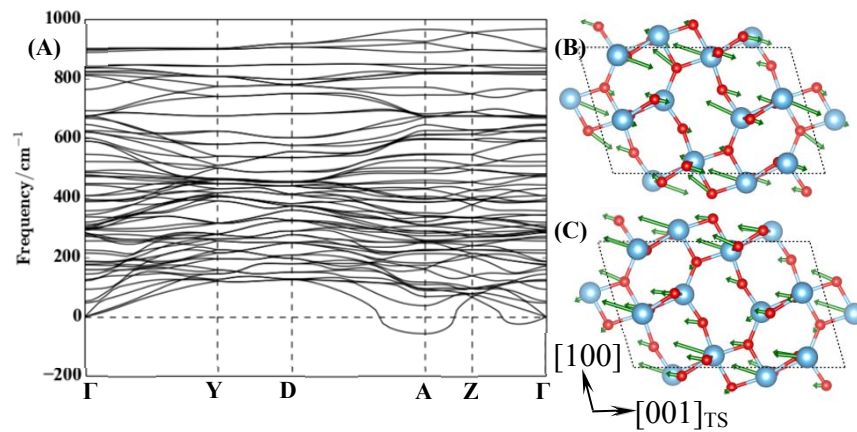 (A)
1000
800
600
400
200
0
−200
Frequency/cm⁻¹
Γ Y D A Z Γ
(B)
(C)
[100]
[001]TS